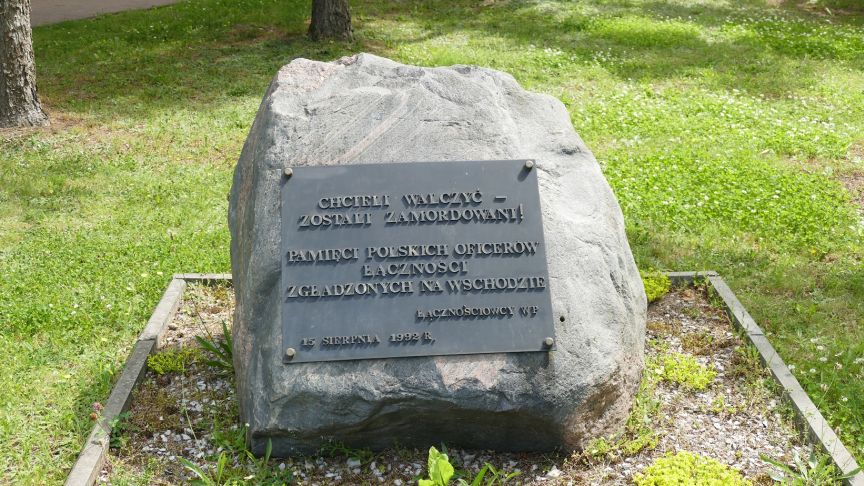 CHCIELI WALCZYĆ –
ZOSTALI ZAMORDOWANI!
PAMIĘCI POLSKICH OFICERÓW
ŁĄCZNOŚCI
ZGŁADZONYCH NA WSCHODZIE
ŁĄCZNOŚCIOWCY WP
15 SIERPNIA 1992 R.